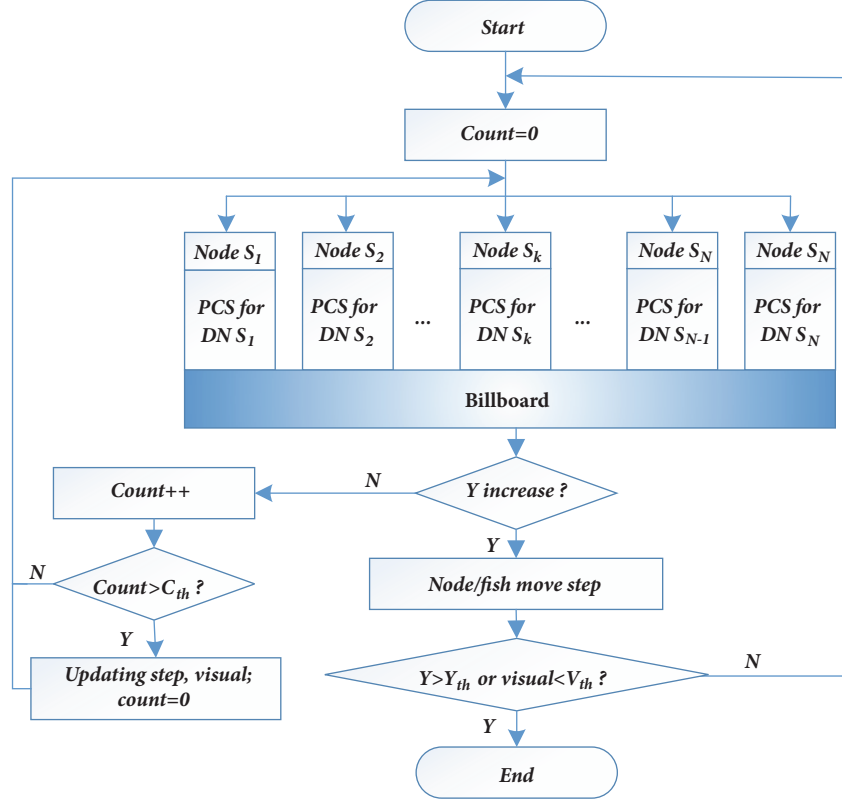 Start
Count=0
Node S1 Node S2 Node Sk Node SN Node SN
PCS for PCS for PCS for PCS for PCS for
DN S1 DN S2 ... DN Sk ... DN SN-1 DN SN
Billboard
Count++ N Y increase ?
Y
N Count>Cth ? Node/fish move step
Y
Updating step, visual; Y>Yth or visual<Vth ? N
count=0
Y
End